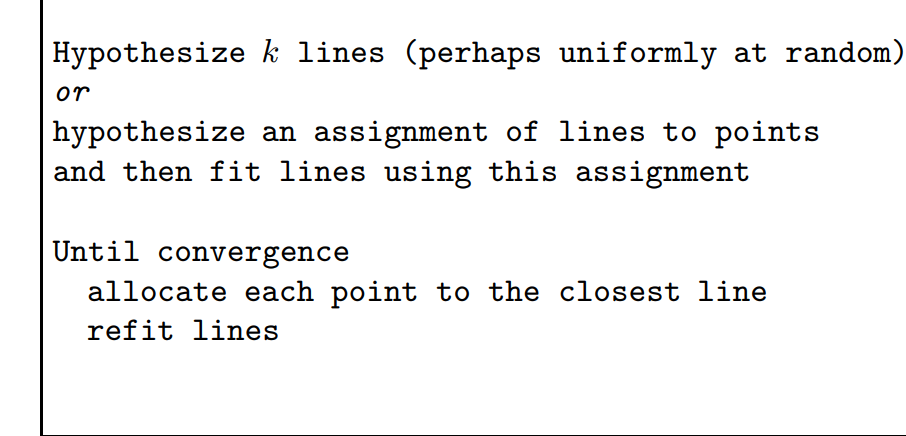 Hypothesize k lines (perhaps uniformly at random)
or
hypothesize an assignment of lines to points
and then fit lines using this assignment
Until convergence
allocate each point to the closest line
refit lines